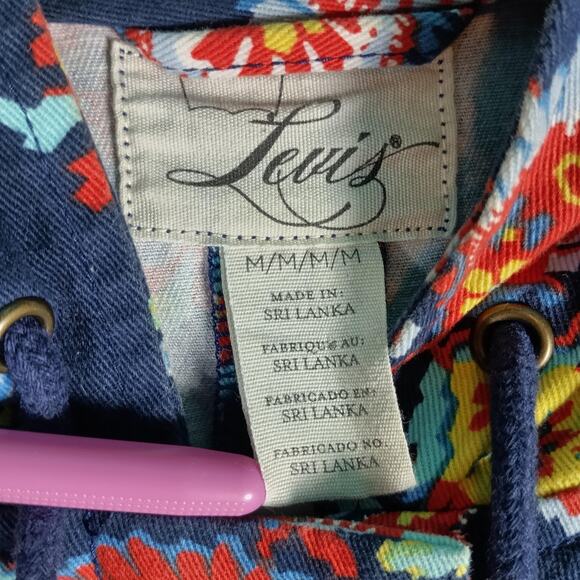 Levi's®
M/M/M/M
MADE IN:
SRI LANKA
FABRIQUÉ AU:
SRI LANKA
FABRICADO EN:
SRI LANKA
FABRICADO NO
SRI LANKA